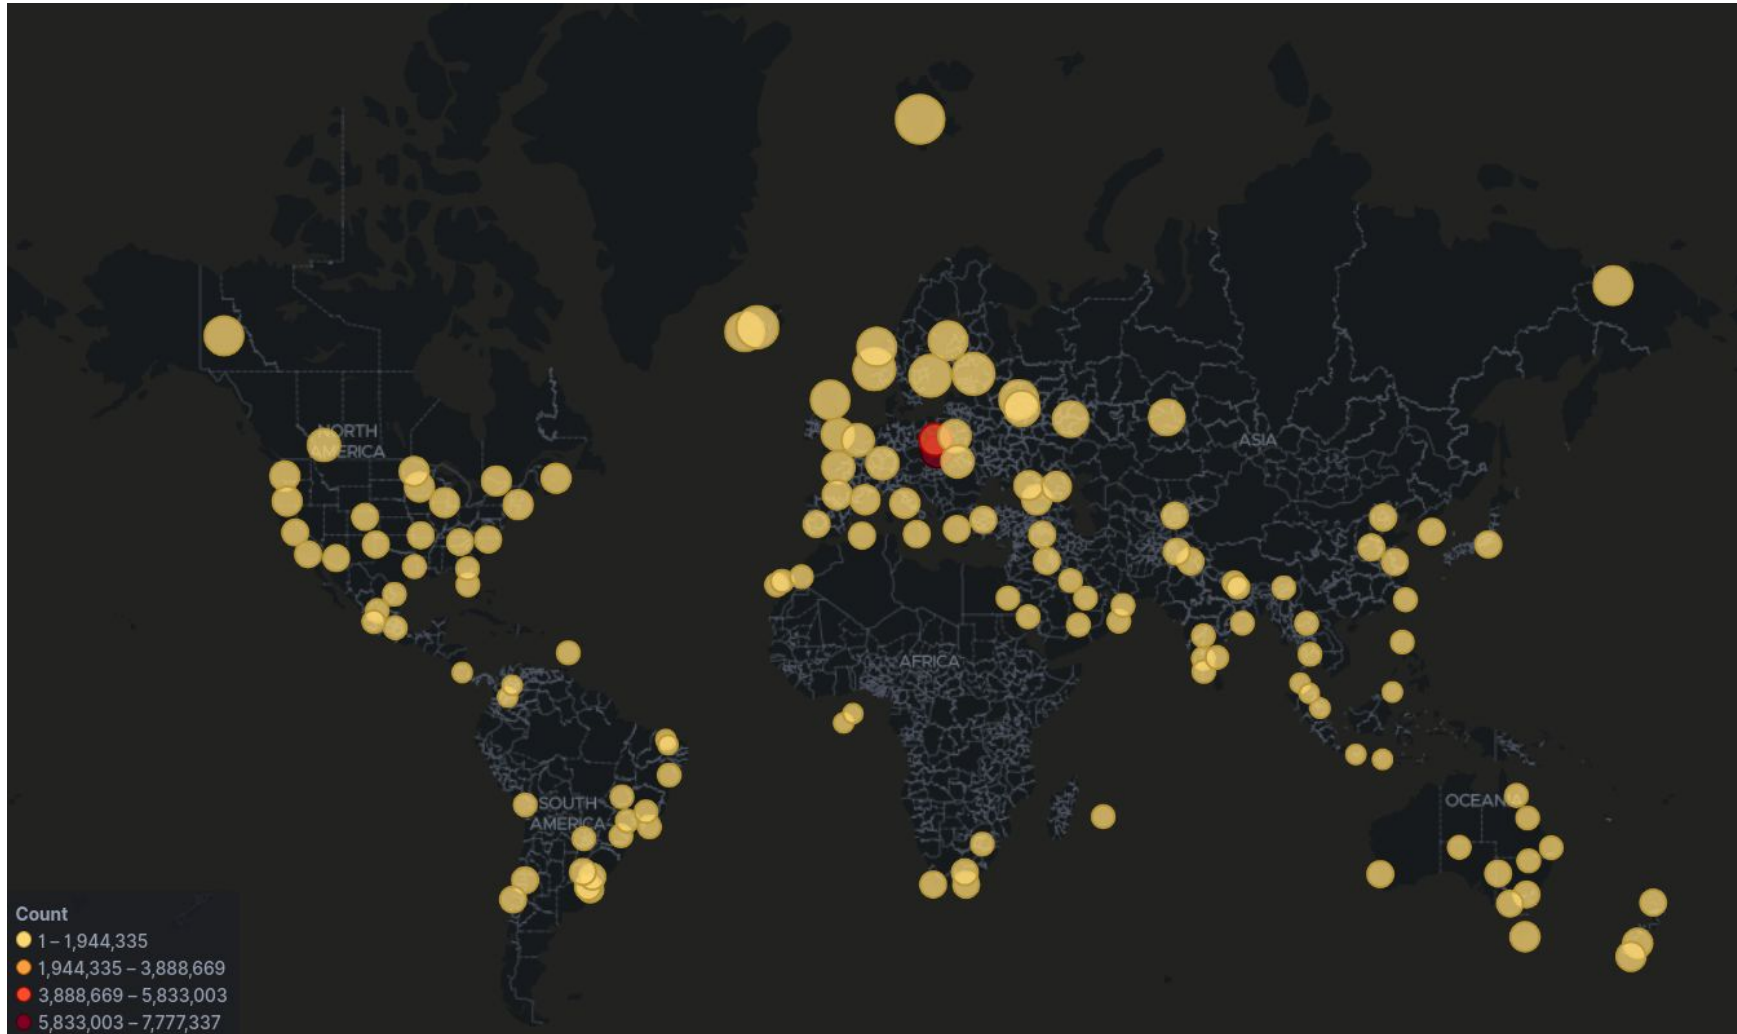 NORTH
AMERICA
ASIA
AFRICA
SOUTH
AMERICA
OCEANIA
Count
1 – 1,944,335
1,944,335 – 3,888,669
3,888,669 – 5,833,003
5,833,003 – 7,777,337